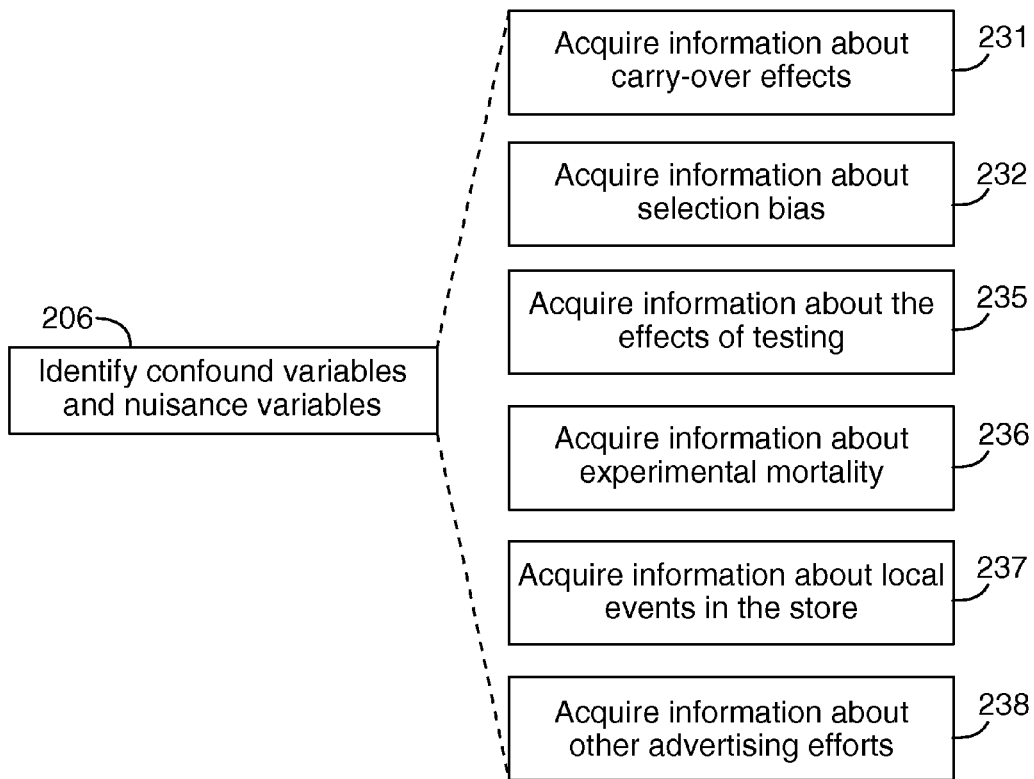 Acquire information about
carry-over effects
231
Acquire information about
selection bias
232
206
Identify confound variables
and nuisance variables
Acquire information about the
effects of testing
235
Acquire information about
experimental mortality
236
Acquire information about local
events in the store
237
Acquire information about
other advertising efforts
238